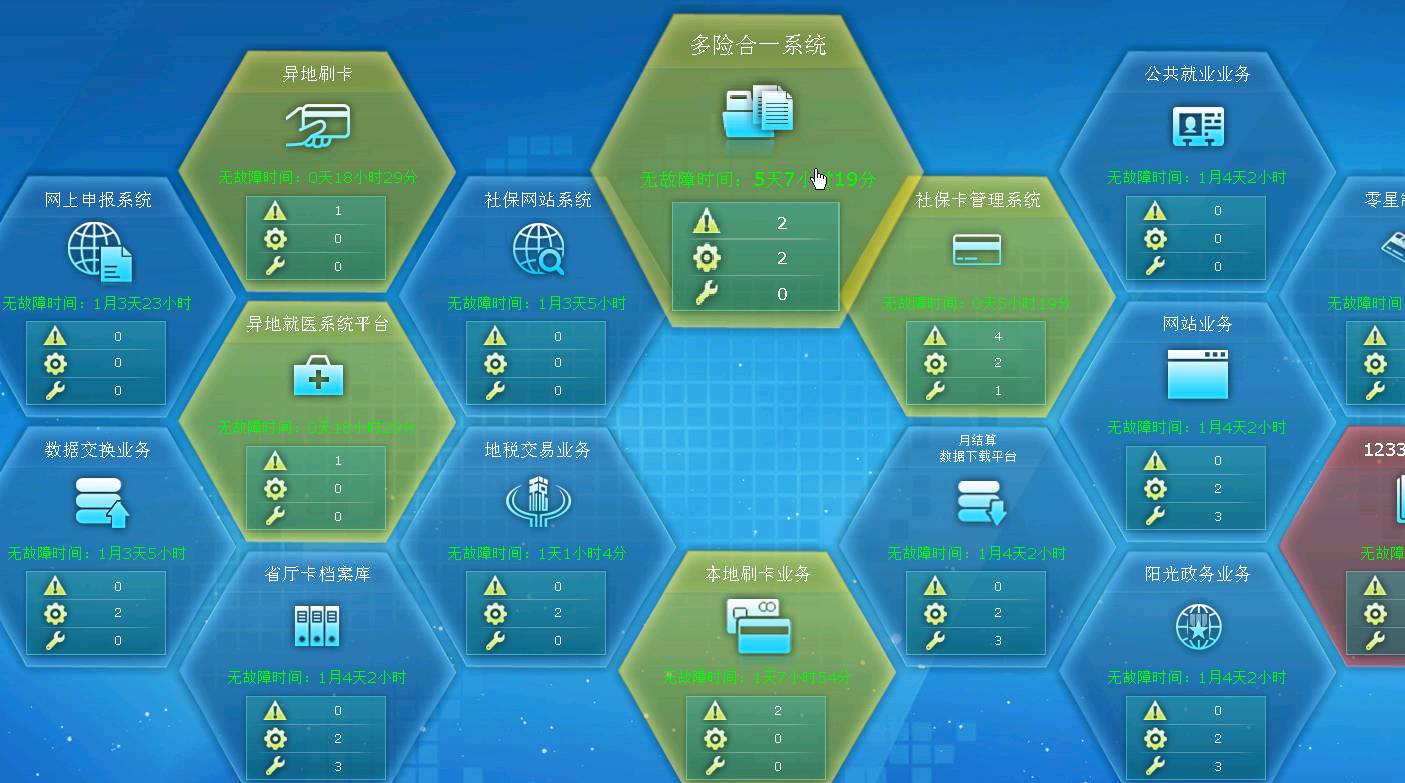 多险合一系统
无故障时间：5天7小时19分
2
2
0
异地刷卡
无故障时间：0天18小时29分
1
0
0
公共就业业务
无故障时间：1月4天2小时
0
0
0
网上申报系统
无故障时间：1月3天23小时
0
0
0
社保网站系统
无故障时间：1月3天5小时
0
0
0
社保卡管理系统
无故障时间：0天5小时19分
4
2
1
零星
无故障时间
异地就医系统平台
无故障时间：0天18小时29分
1
0
0
网站业务
无故障时间：1月4天2小时
0
2
3
数据交换业务
无故障时间：1月3天5小时
0
2
0
地税交易业务
无故障时间：1天1小时4分
0
2
0
月结算
数据下载平台
无故障时间：1月4天2小时
0
2
3
1233
无故障
省厅卡档案库
无故障时间：1月4天2小时
0
2
3
本地刷卡业务
无故障时间：1天7小时54分
2
0
0
阳光政务业务
无故障时间：1月4天2小时
0
2
3